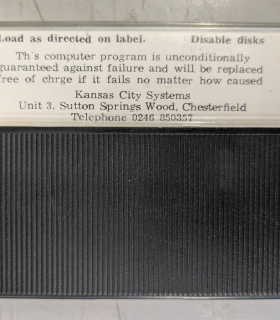 Load as directed on label. Disable disks
Th's computer program is unconditionally
guaranteed against failure and will be replaced
free of chrge if it fails no matter how caused
Kansas City Systems
Unit 3. Sutton Springs Wood, Chesterfield
Telephone 0246 850357